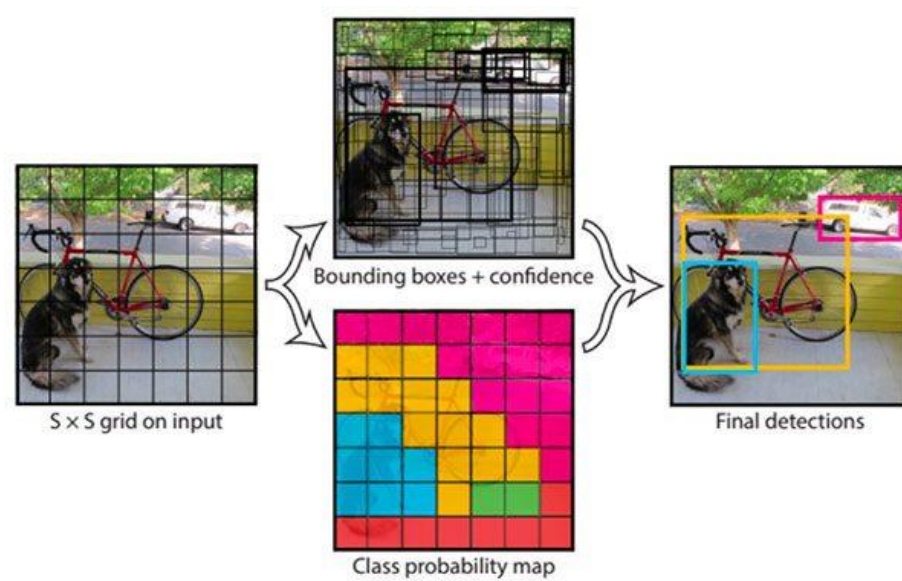 S × S grid on input
Bounding boxes + confidence
Class probability map
Final detections